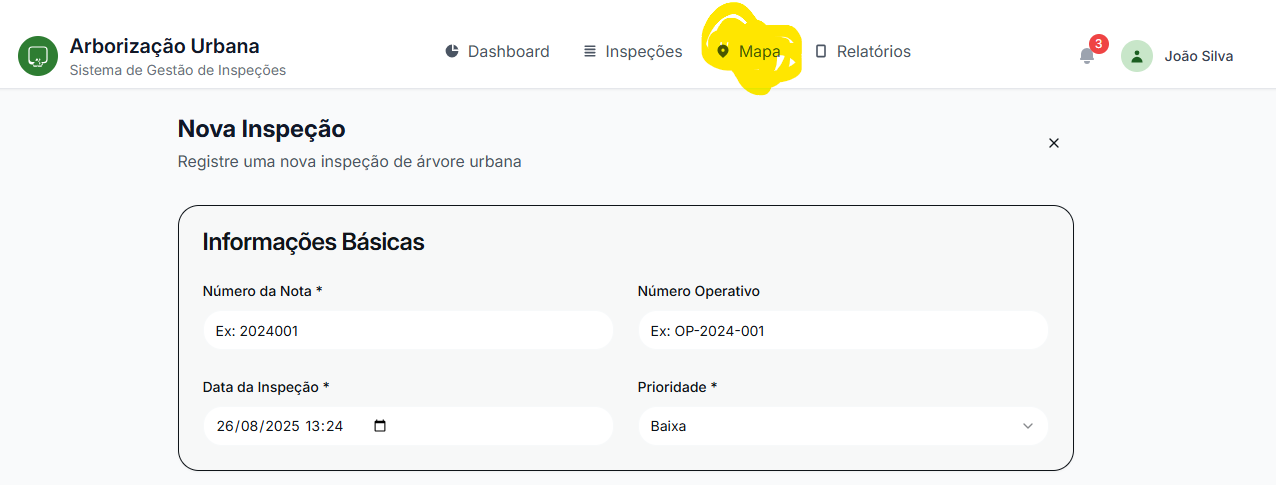 Arborização Urbana
Sistema de Gestão de Inspeções
Dashboard
Inspeções
Mapa
Relatórios
3
João Silva
Nova Inspeção
Registre uma nova inspeção de árvore urbana
Informações Básicas
Número da Nota *
Número Operativo
Ex: 2024001
Ex: OP-2024-001
Data da Inspeção *
Prioridade *
26/08/2025 13:24
Baixa